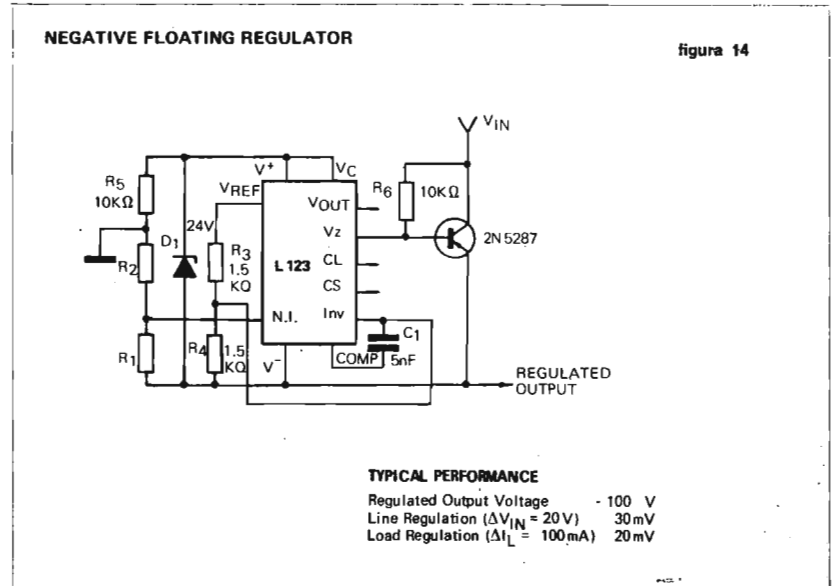 NEGATIVE FLOATING REGULATOR
figura 14
VIN
V+
VC
R5
10KΩ
VREF
R6
10KΩ
VOUT
24V
D1
R3
1.5
KΩ
Vz
2N 5287
L 123
CL
R2
CS
N.I.
Inv
C1
R1
R4
1.5
KΩ
V-
COMP
5nF
REGULATED
OUTPUT
TYPICAL PERFORMANCE
Regulated Output Voltage - 100 V
Line Regulation (ΔVIN = 20V) 30mV
Load Regulation (ΔIL = 100mA) 20mV